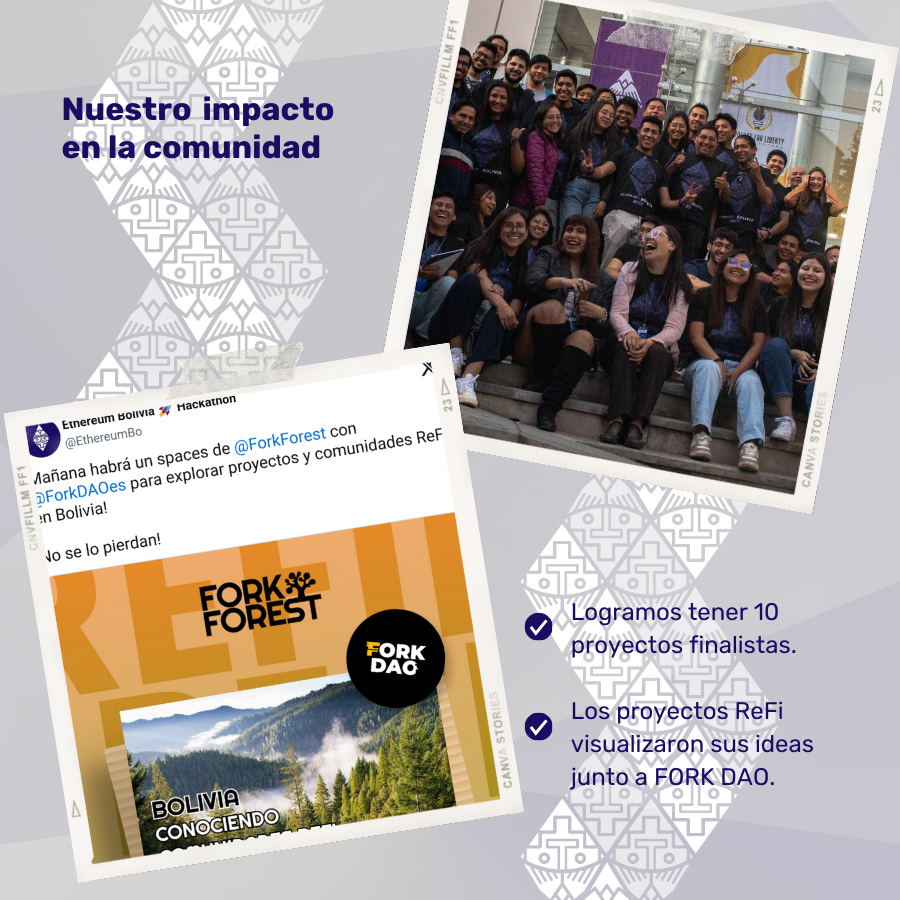 Nuestro impacto
en la comunidad
CNVFILLM FF1
23
BOLIVIA
CANVA STORIES
Ethereum Bolivia 🚀 Hackathon
@EthereumBo
Mañana habrá un spaces de @ForkForest con
@ForkDAOes para explorar proyectos y comunidades ReF
en Bolivia!
No se lo pierdan!
CNVFILLM FF1
23
REFI
FORK
FOREST
FORK
DAO
BOLIVIA
CONOCIENDO
CANVA STORIES
Logramos tener 10
proyectos finalistas.
Los proyectos ReFi
visualizaron sus ideas
junto a FORK DAO.